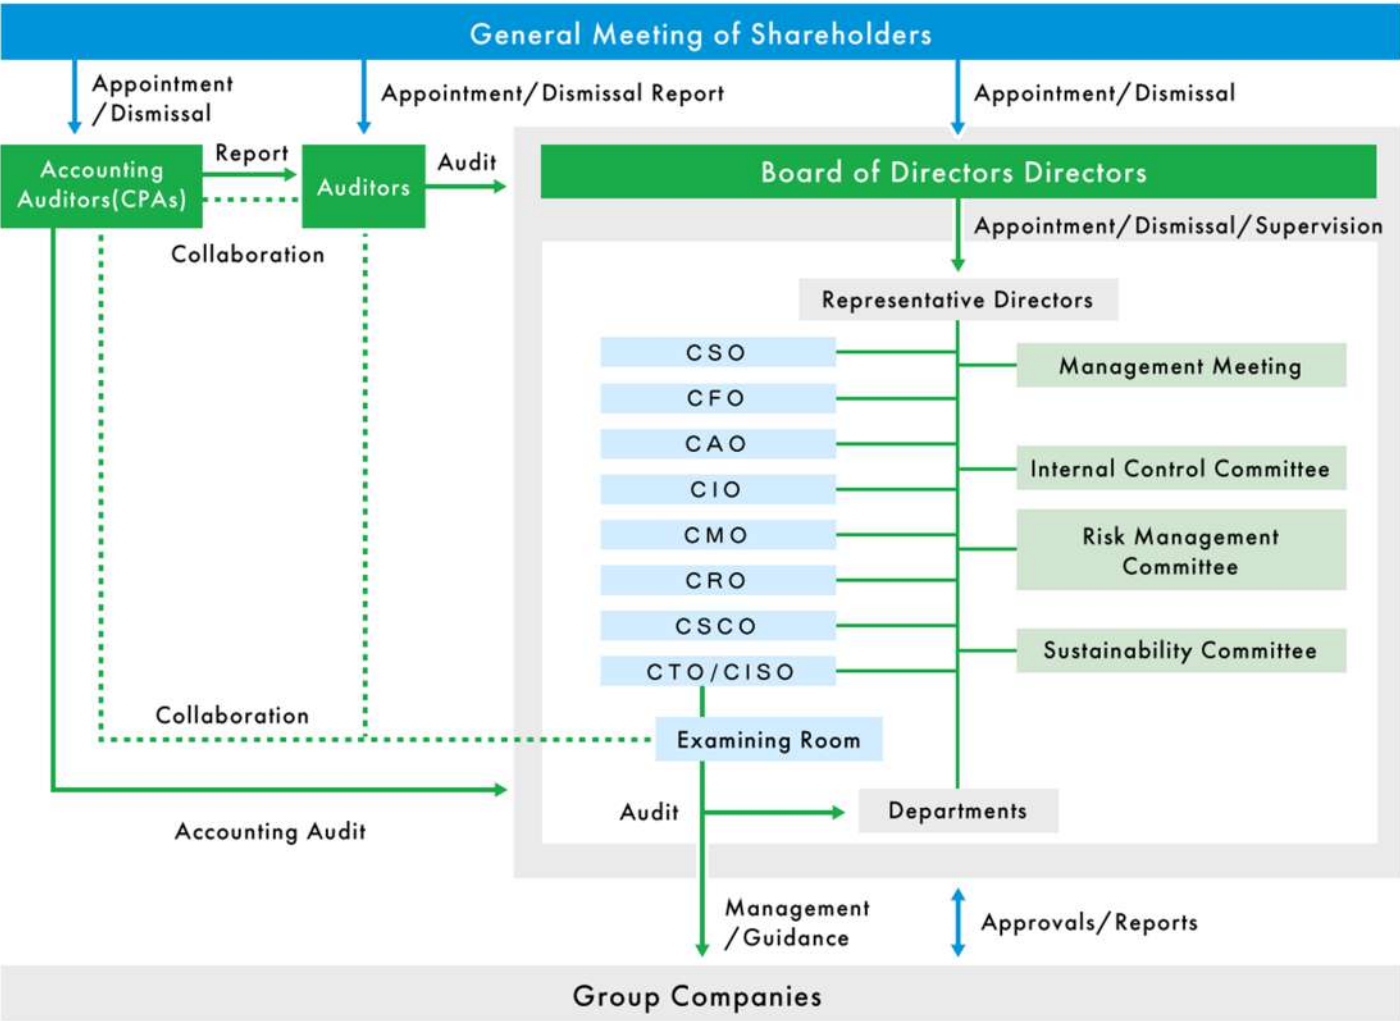 General Meeting of Shareholders
Appointment
/Dismissal
Appointment/Dismissal Report
Appointment/Dismissal
Accounting
Auditors(CPAs)
Report
Auditors
Audit
Board of Directors Directors
Collaboration
Appointment/Dismissal/Supervision
Representative Directors
CSO
Management Meeting
CFO
CAO
Internal Control Committee
CIO
CMO
Risk Management
Committee
CRO
CSCO
Sustainability Committee
CTO/CISO
Collaboration
Examining Room
Audit
Departments
Accounting Audit
Management
/Guidance
Approvals/Reports
Group Companies